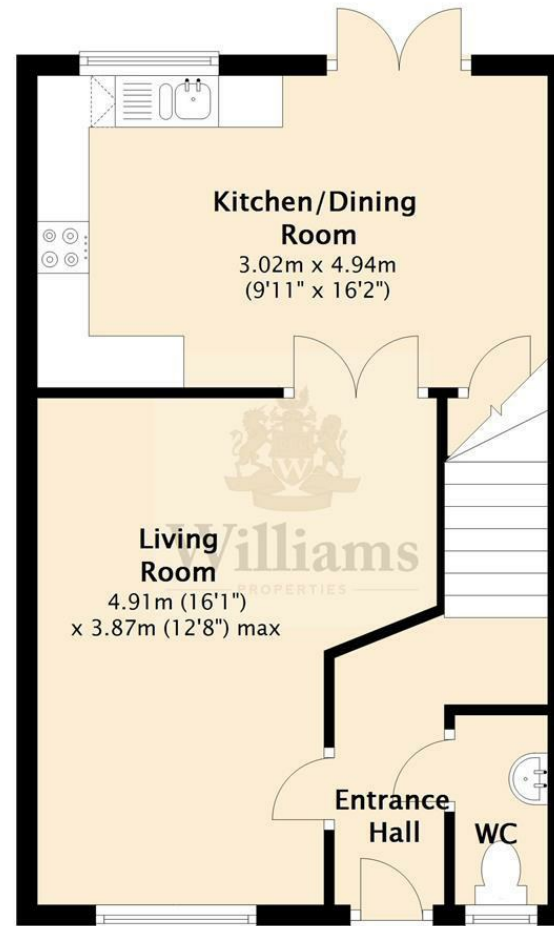 Kitchen/Dining
Room
3.02m x 4.94m
(9'11" x 16'2")
W
Williams
PROPERTIES
Living
Room
4.91m (16'1")
x 3.87m (12'8") max
Entrance
Hall
WC